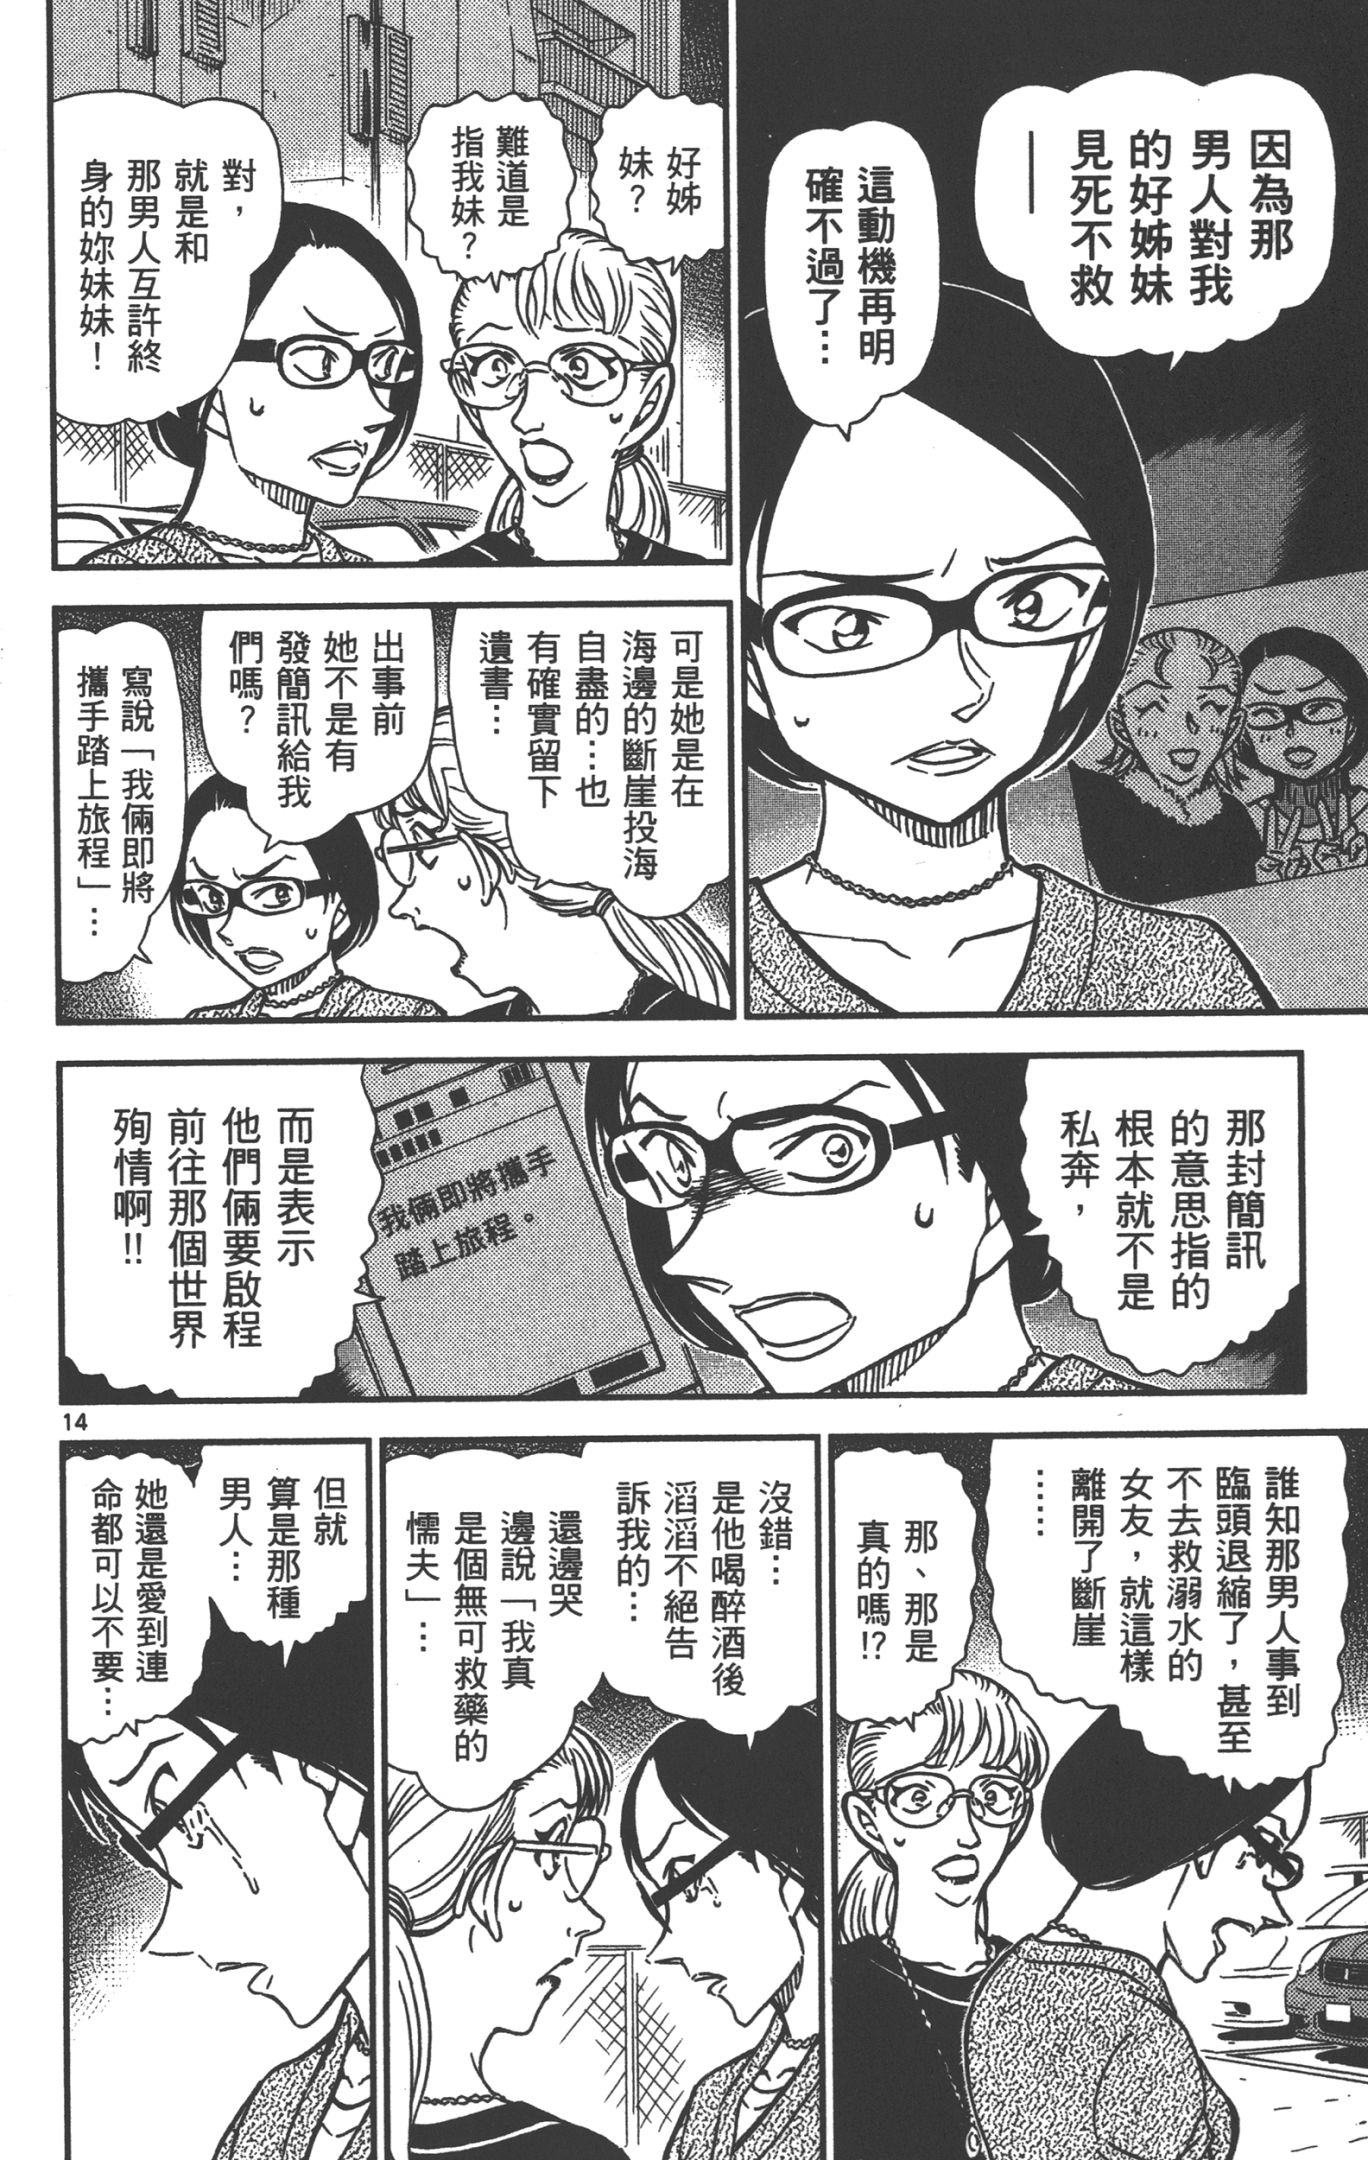 因為那
男人對我
的好姊妹
見死不救
──
這動機再明
確不過了…
好姊
妹?
難道是
指我妹?
對，
就是和
那男人互許終
身的妳妹妹!
可是她是在
海邊的斷崖投海
自盡的…也
有確實留下
遺書…
出事前
她不是有
發簡訊給我
們嗎?
寫說「我倆即將
攜手踏上旅程」…
那封簡訊
的意思指的
根本就不是
私奔，
我倆即將攜手
踏上旅程。
而是表示
他們倆要啟程
前往那個世界
殉情啊!!
14
誰知那男人事到
臨頭退縮了，甚至
不去救溺水的
女友，就這樣
離開了斷崖
……
那、那是
真的嗎!?
沒錯…
是他喝醉酒後
滔滔不絕告
訴我的…
還邊哭
邊說「我真
是個無可救藥的
懦夫」…
但就
算是那種
男人…
她還是愛到連
命都可以不要…